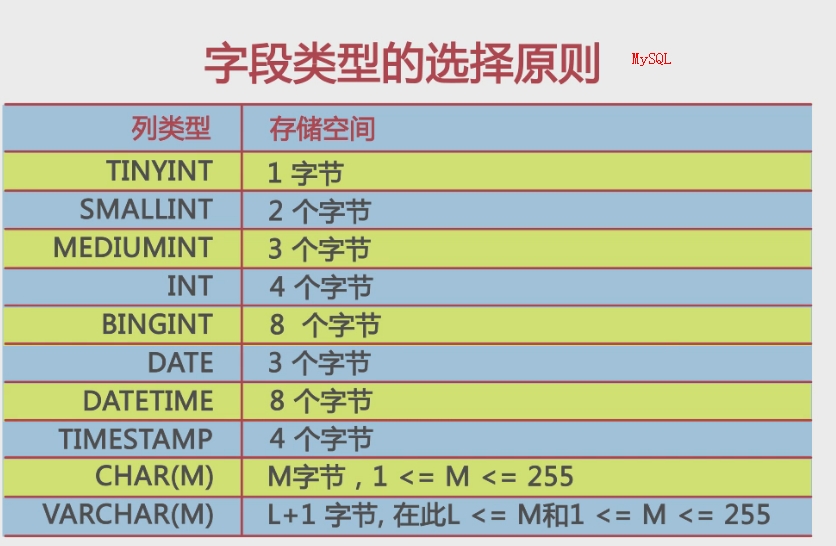 字段类型的选择原则 MySQL
列类型 存储空间
TINYINT 1 字节
SMALLINT 2 个字节
MEDIUMINT 3 个字节
INT 4 个字节
BINGINT 8 个字节
DATE 3 个字节
DATETIME 8 个字节
TIMESTAMP 4 个字节
CHAR(M) M字节，1 <= M <= 255
VARCHAR(M) L+1 字节, 在此L <= M和1 <= M <= 255